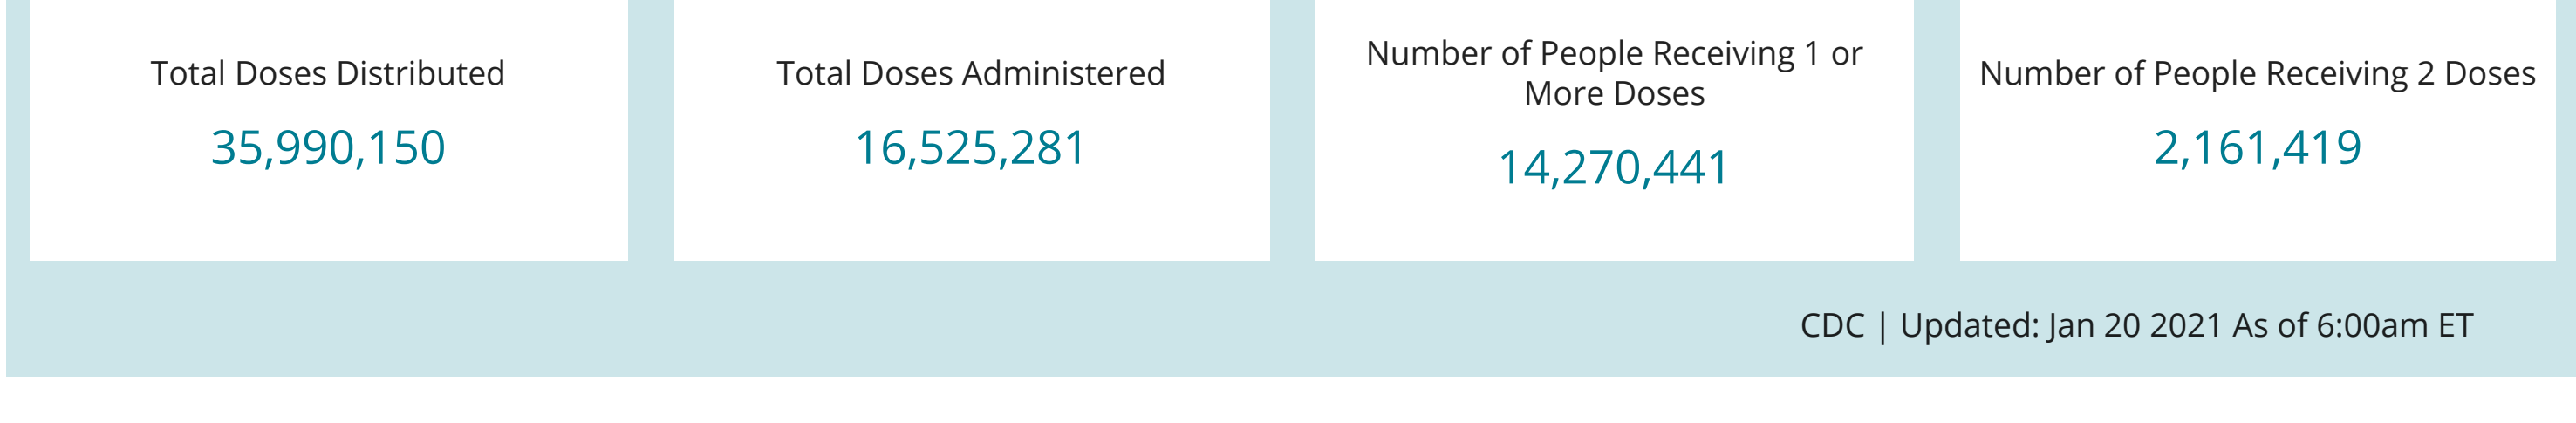 Total Doses Distributed
35,990,150
Total Doses Administered
16,525,281
Number of People Receiving 1 or
More Doses
14,270,441
Number of People Receiving 2 Doses
2,161,419
CDC | Updated: Jan 20 2021 As of 6:00am ET